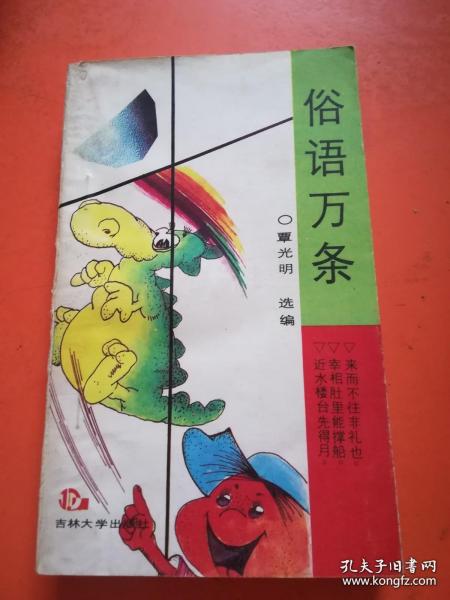 俗语万条
○覃光明 选编
▽来而不往非礼也。
▽宰相肚里能撑船。
▽近水楼台先得月。
吉林大学出版社
孔夫子旧书网
www.kongfz.com